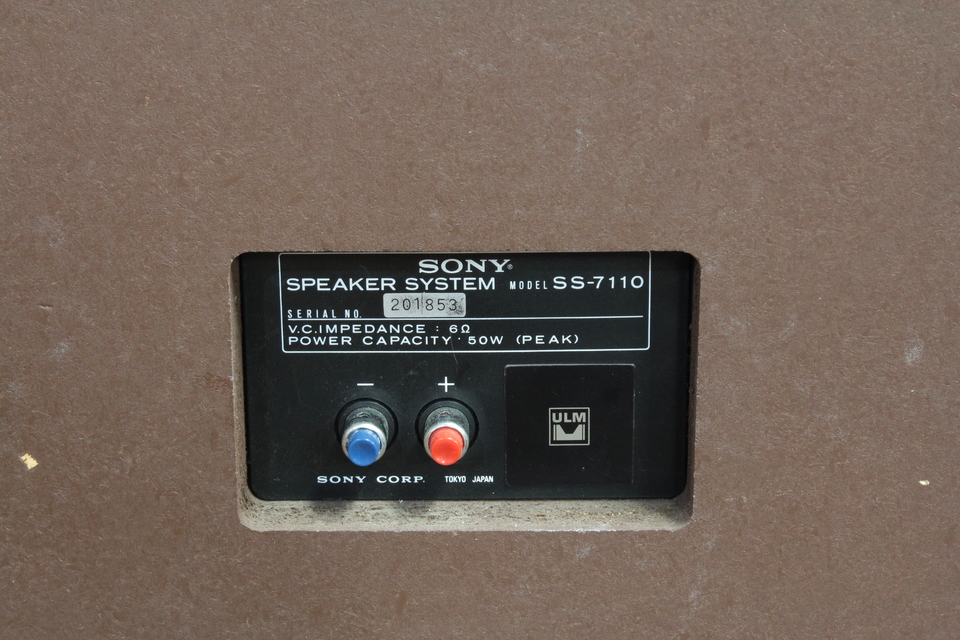 SONY®
SPEAKER SYSTEM MODEL SS-7110
SERIAL NO. 201853
V.C.IMPEDANCE : 6Ω
POWER CAPACITY : 50W (PEAK)
− +
ULM
SONY CORP. TOKYO JAPAN